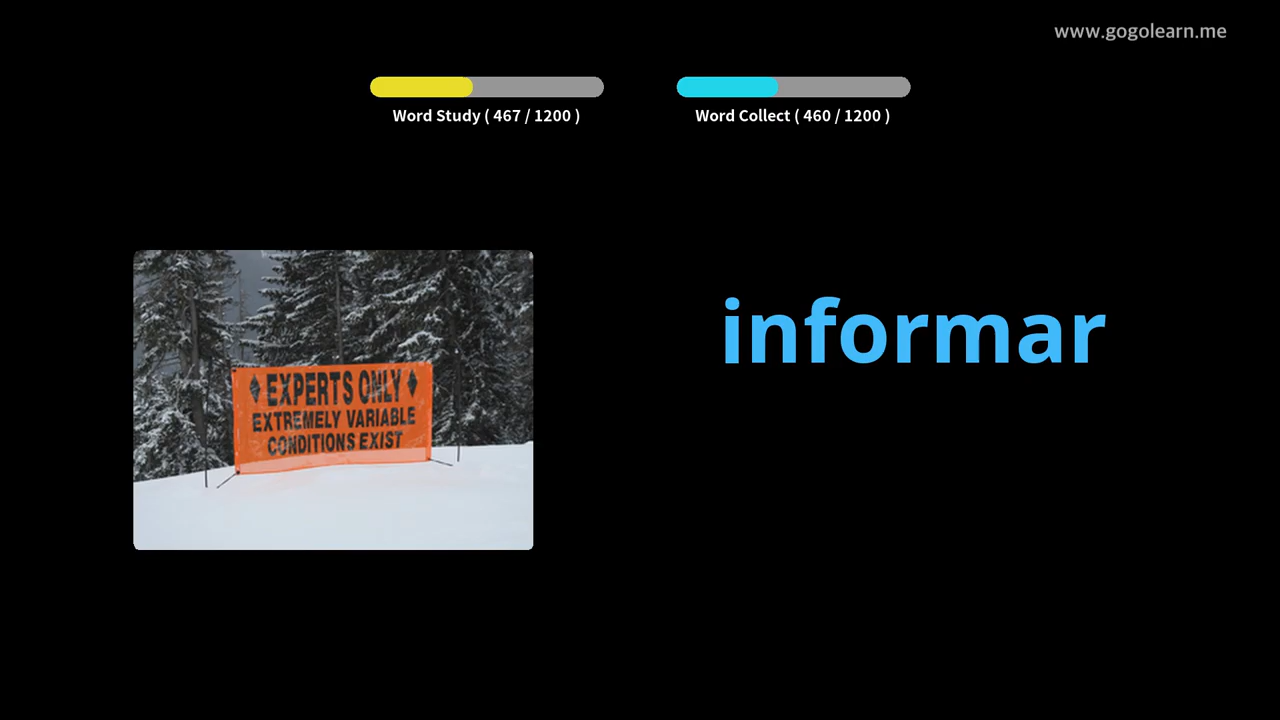 www.gogolearn.me
Word Study ( 467 / 1200 )
Word Collect ( 460 / 1200 )
informar
EXPERTS ONLY
EXTREMELY VARIABLE
CONDITIONS EXIST